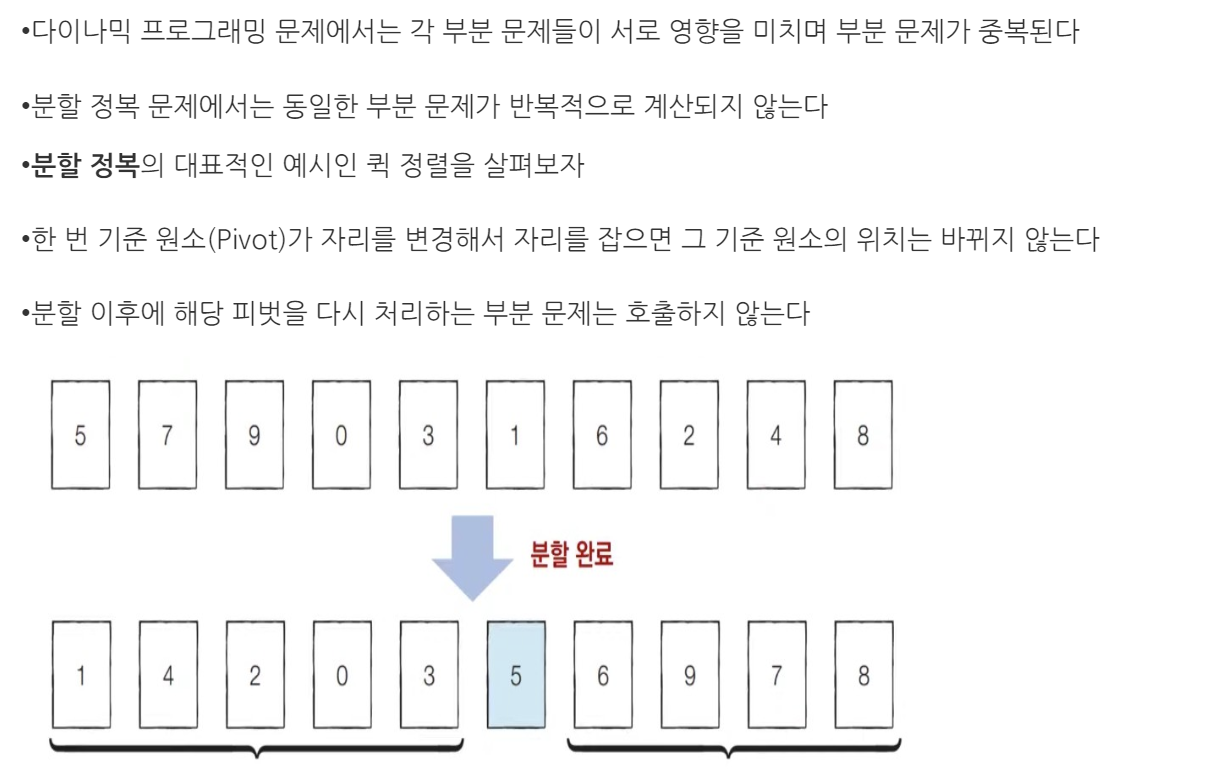 •다이나믹 프로그래밍 문제에서는 각 부분 문제들이 서로 영향을 미치며 부분 문제가 중복된다
•분할 정복 문제에서는 동일한 부분 문제가 반복적으로 계산되지 않는다
•분할 정복의 대표적인 예시인 퀵 정렬을 살펴보자
•한 번 기준 원소(Pivot)가 자리를 변경해서 자리를 잡으면 그 기준 원소의 위치는 바뀌지 않는다
•분할 이후에 해당 피벗을 다시 처리하는 부분 문제는 호출하지 않는다
5 7 9 0 3 1 6 2 4 8
분할 완료
1 4 2 0 3 5 6 9 7 8